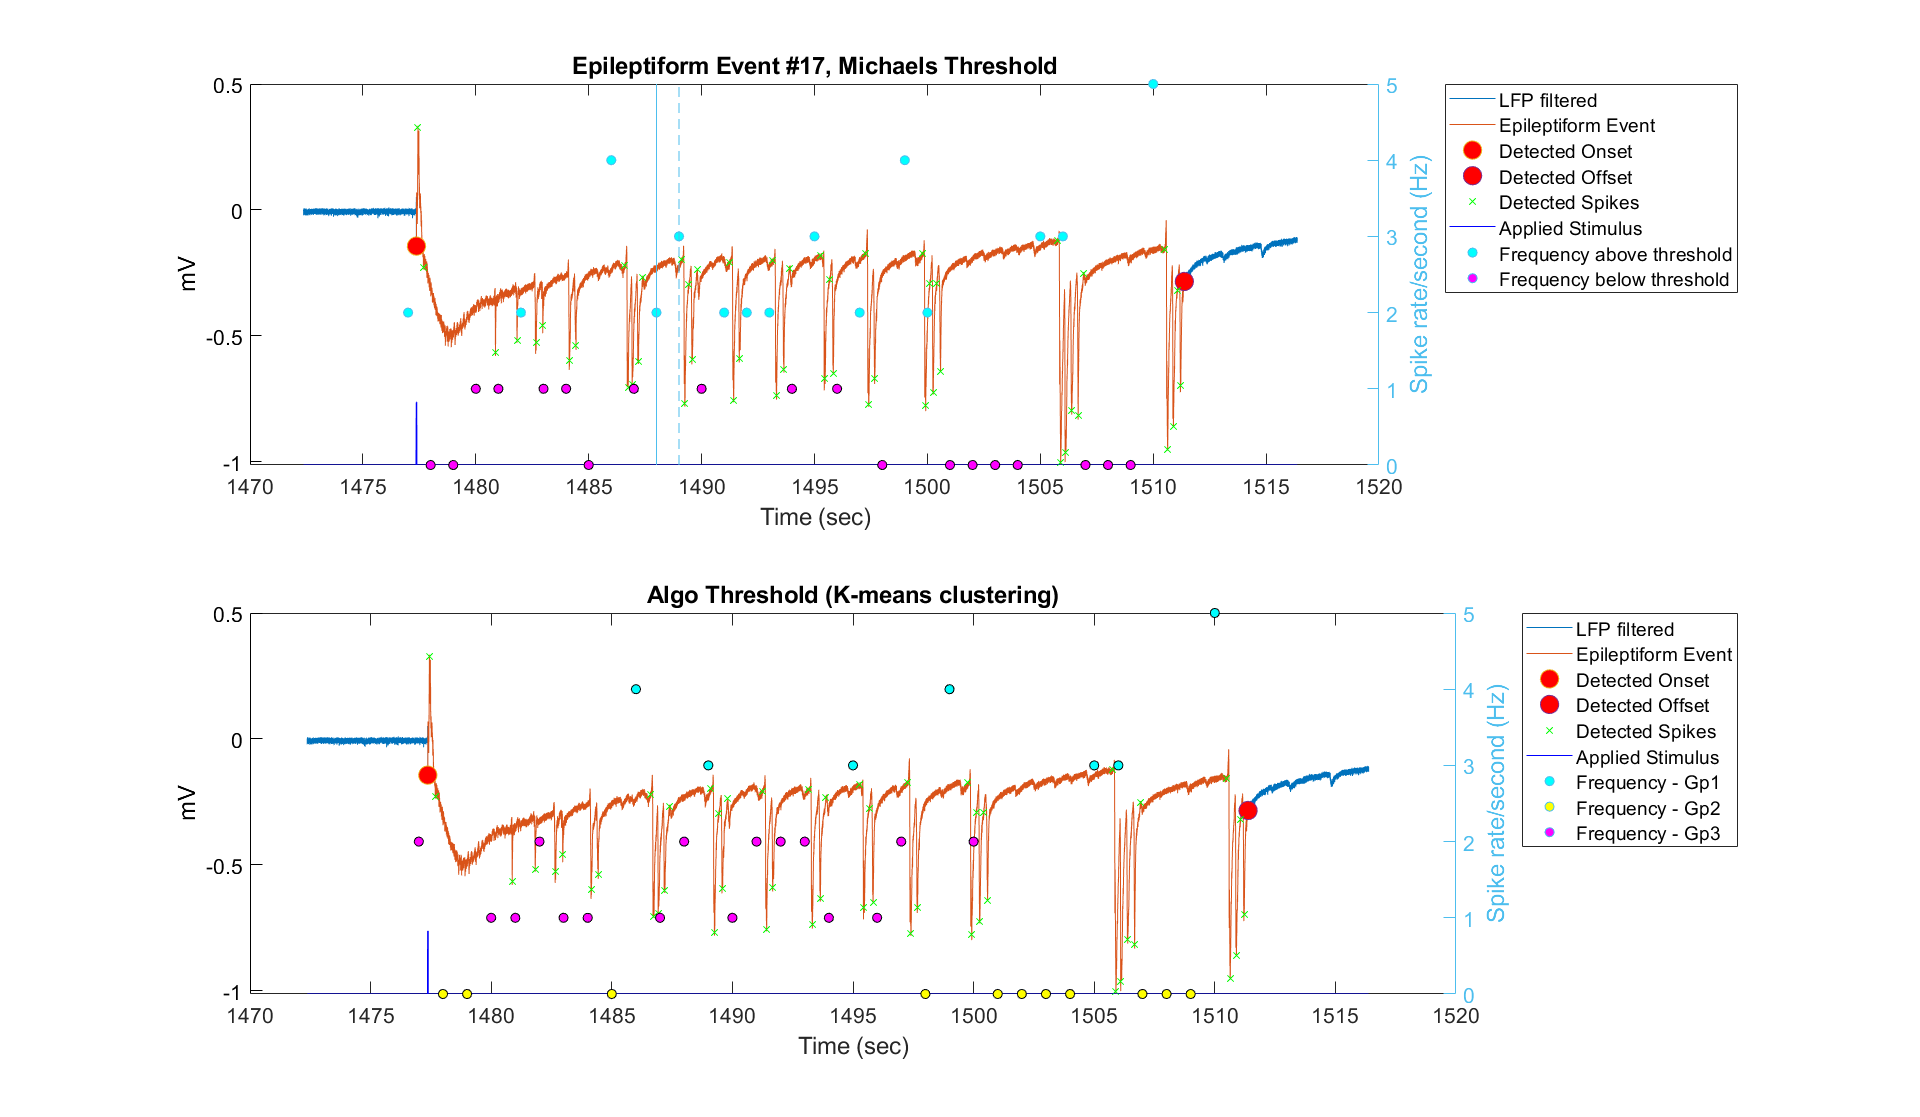 Epileptiform Event #17, Michaels Threshold
0.5
0
-0.5
-1
mV
1470 1475 1480 1485 1490 1495 1500 1505 1510 1515 1520
Time (sec)
5
4
3
2
1
0
Spike rate/second (Hz)
LFP filtered
Epileptiform Event
Detected Onset
Detected Offset
Detected Spikes
Applied Stimulus
Frequency above threshold
Frequency below threshold
Algo Threshold (K-means clustering)
0.5
0
-0.5
-1
mV
1470 1475 1480 1485 1490 1495 1500 1505 1510 1515 1520
Time (sec)
5
4
3
2
1
0
Spike rate/second (Hz)
LFP filtered
Epileptiform Event
Detected Onset
Detected Offset
Detected Spikes
Applied Stimulus
Frequency - Gp1
Frequency - Gp2
Frequency - Gp3